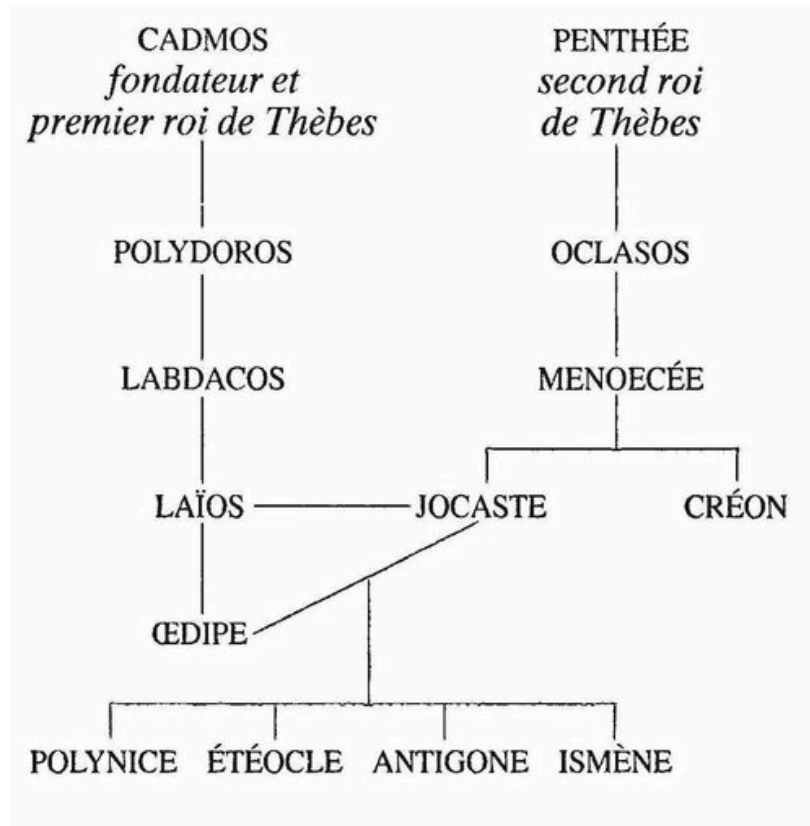 CADMOS
fondateur et
premier roi de Thèbes
PENTHÉE
second roi
de Thèbes
POLYDOROS
OCLASOS
LABDACOS
MENOECÉE
LAÏOS
JOCASTE
CRÉON
ŒDIPE
POLYNICE
ÉTÉOCLE
ANTIGONE
ISMÈNE